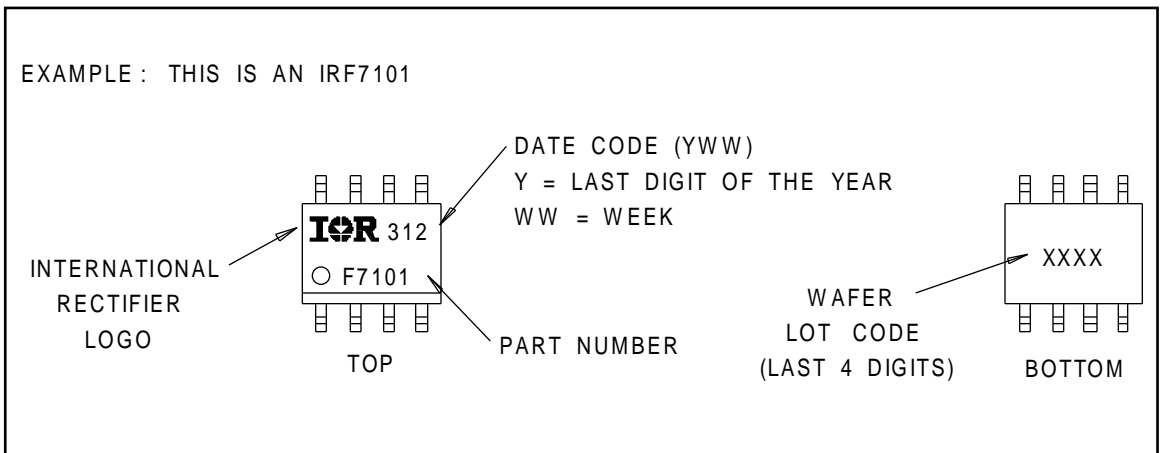 EXAMPLE : THIS IS AN IRF7101
DATE CODE (YWW)
Y = LAST DIGIT OF THE YEAR
WW = WEEK
IOR 312
F7101
INTERNATIONAL
RECTIFIER
LOGO
TOP
PART NUMBER
XXXX
WAFER
LOT CODE
(LAST 4 DIGITS)
BOTTOM